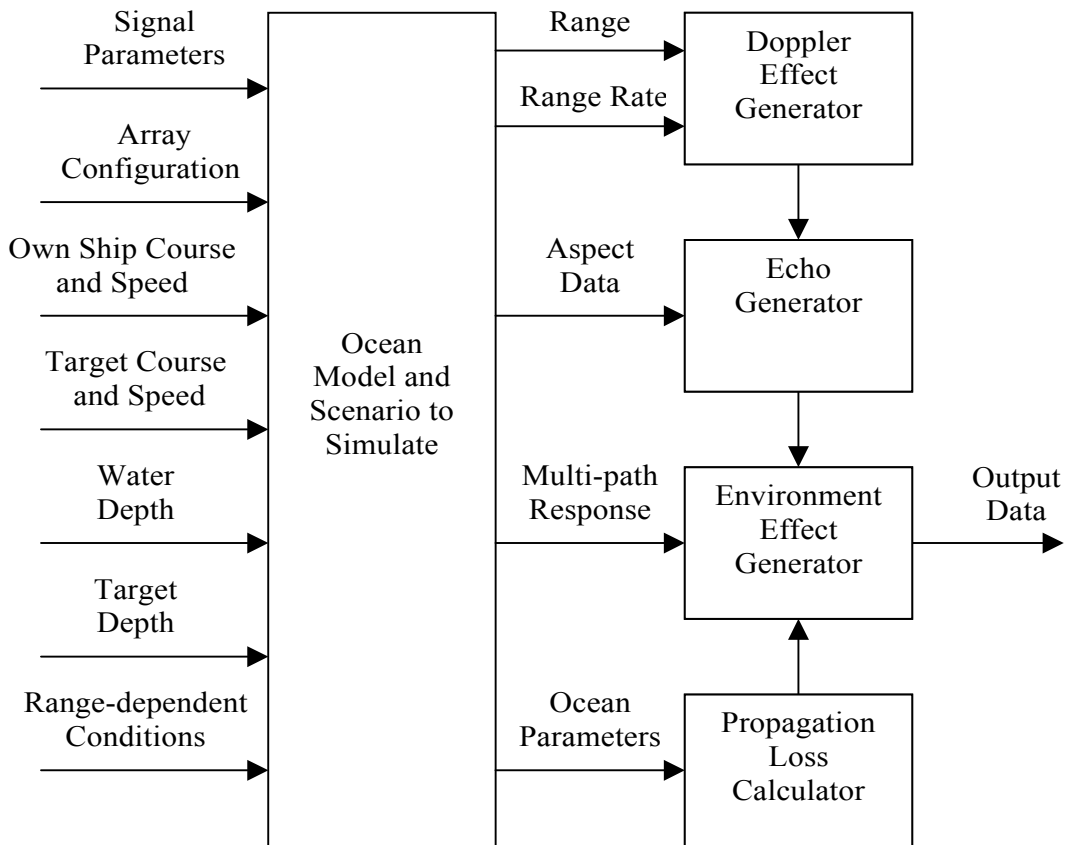 Signal
Parameters
Array
Configuration
Own Ship Course
and Speed
Target Course
and Speed
Water
Depth
Target
Depth
Range-dependent
Conditions
Ocean
Model and
Scenario to
Simulate
Range
Range Rate
Aspect
Data
Multi-path
Response
Ocean
Parameters
Doppler
Effect
Generator
Echo
Generator
Environment
Effect
Generator
Propagation
Loss
Calculator
Output
Data